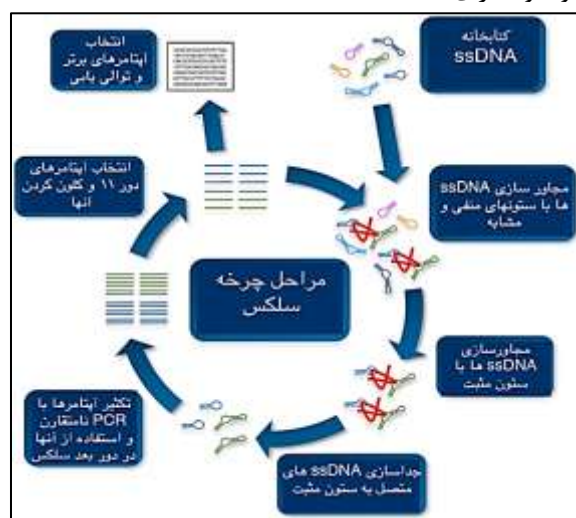 کتابخانه
ssDNA
مجاور سازی ssDNA
ها با ستونهای منفی و
مشابه
مجاورسازی
ssDNA ها با
ستون مثبت
جداسازی ssDNA های
متصل به ستون مثبت
تکثیر اپتامرها با
PCR نامتقارن
و استفاده از آنها
در دور بعد سلکس
انتخاب اپتامرهای
دور ۱۱ و کلون کردن
آنها
انتخاب
اپتامرهای برتر
و توالی یابی
مراحل چرخه
سلکس